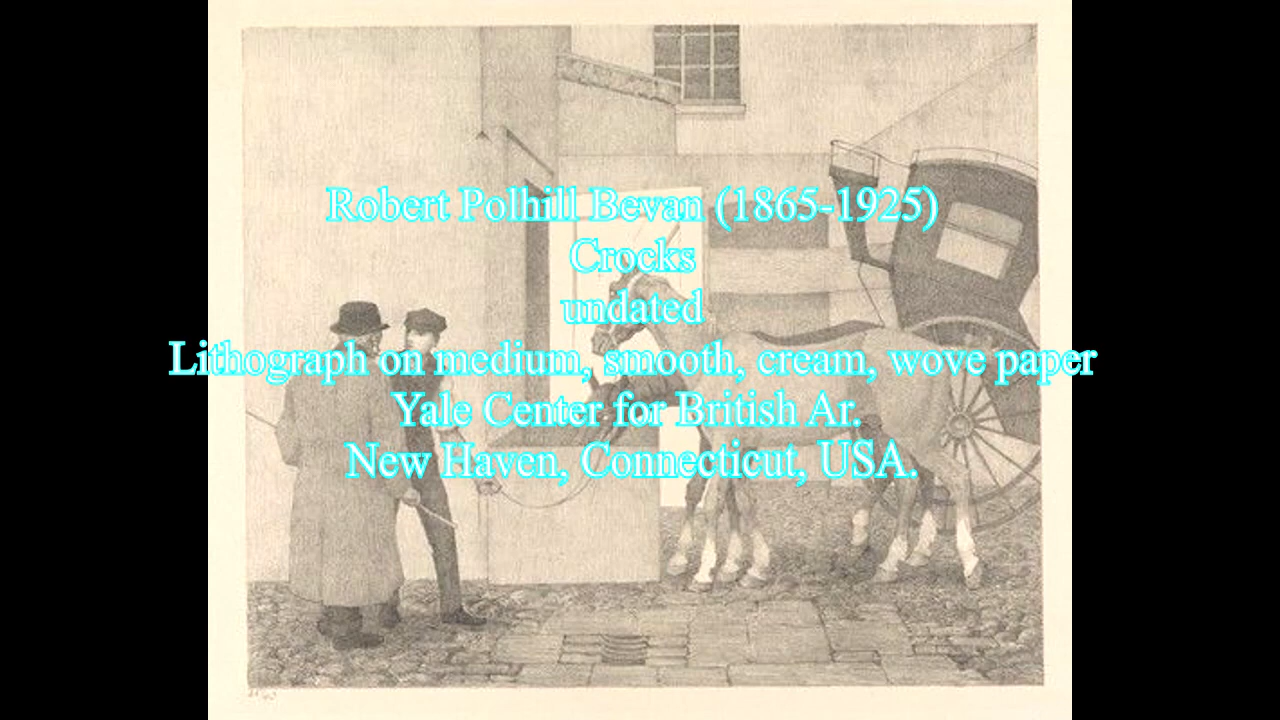 Robert Polhill Bevan (1865-1925)
Crocks
undated
Lithograph on medium, smooth, cream, wove paper
Yale Center for British Ar.
New Haven, Connecticut, USA.